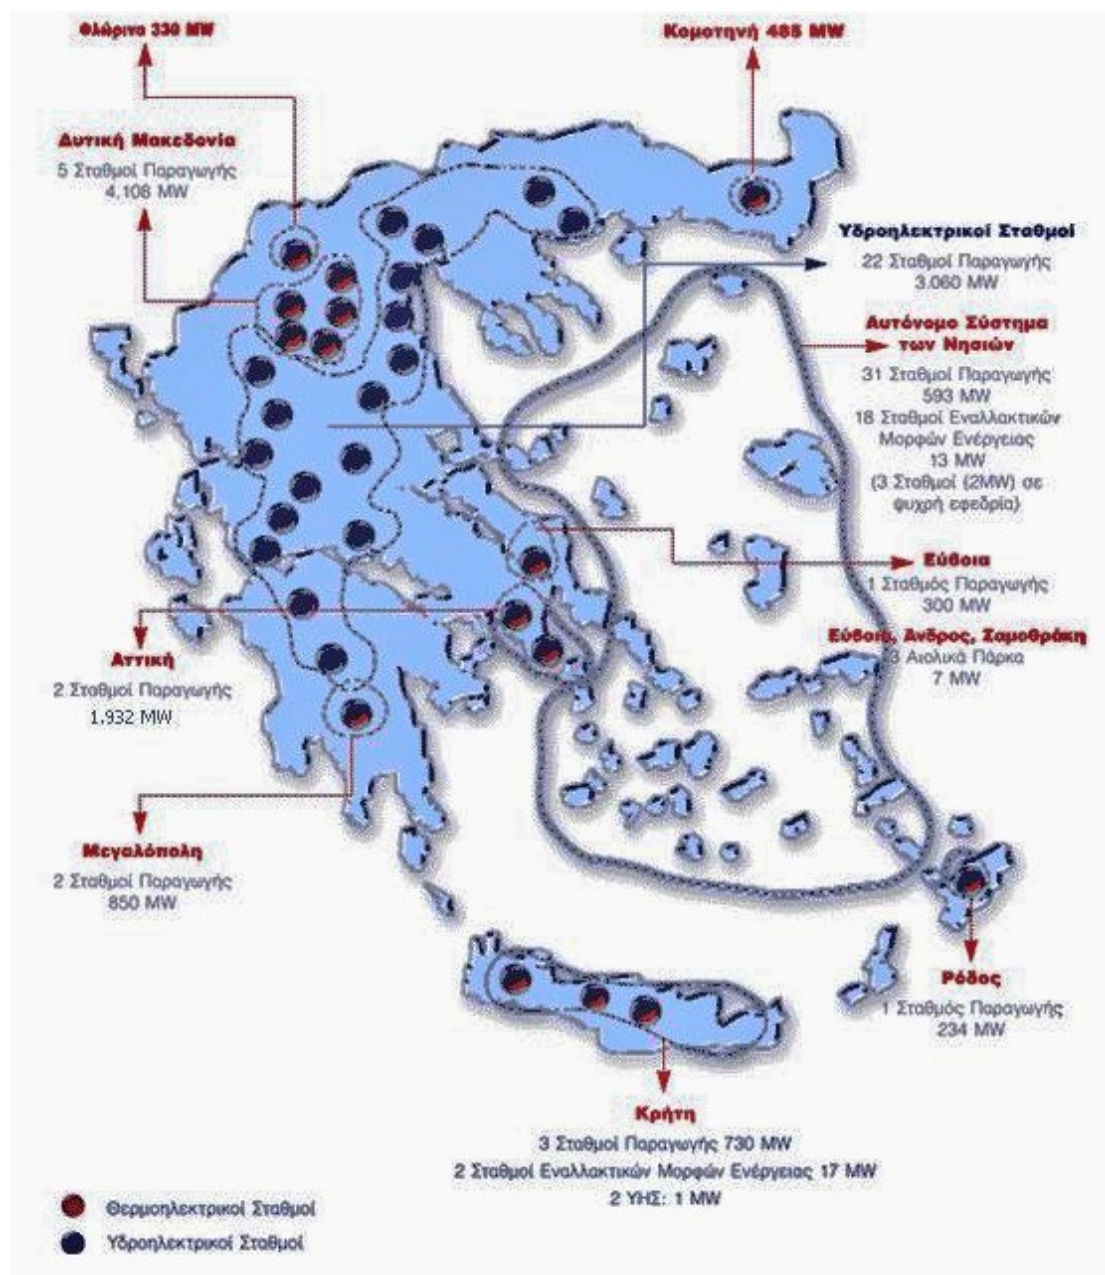 Φλώρινα 330 MW
Κομοτηνή 485 MW
Δυτική Μακεδονία
5 Σταθμοί Παραγωγής
4,108 MW
Υδροηλεκτρικοί Σταθμοί
22 Σταθμοί Παραγωγής
3.060 MW
Αυτόνομο Σύστημα
των Νησιών
31 Σταθμοί Παραγωγής
593 MW
18 Σταθμοί Εναλλακτικών
Μορφών Ενέργειας
13 MW
(3 Σταθμοί (2MW) σε
ψυχρή εφεδρία)
Εύβοια
1 Σταθμός Παραγωγής
300 MW
Εύβοια, Άνδρος, Σαμοθράκη
3 Αιολικά Πάρκα
7 MW
Αττική
2 Σταθμοί Παραγωγής
1.932 MW
Μεγαλόπολη
2 Σταθμοί Παραγωγής
850 MW
Ρόδος
1 Σταθμός Παραγωγής
234 MW
Κρήτη
3 Σταθμοί Παραγωγής 730 MW
2 Σταθμοί Εναλλακτικών Μορφών Ενέργειας 17 MW
2 ΥΗΣ: 1 MW
Θερμοηλεκτρικοί Σταθμοί
Υδροηλεκτρικοί Σταθμοί